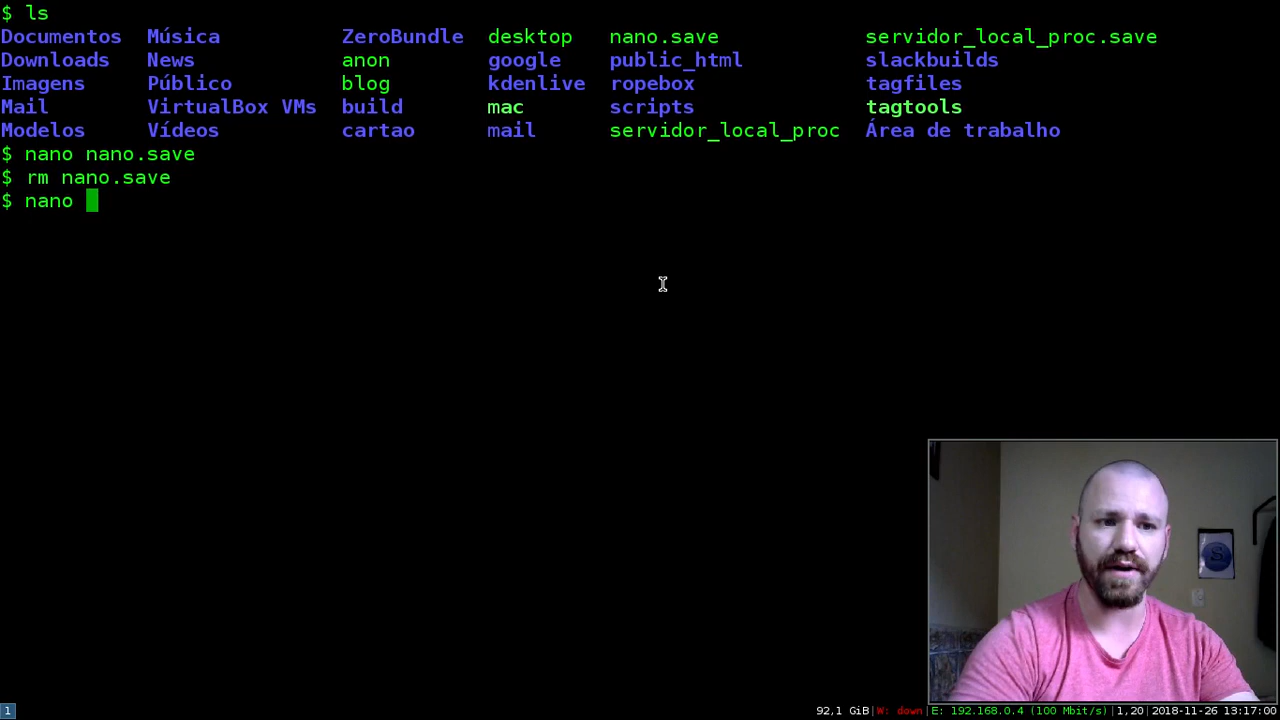 $ ls
Documentos Música ZeroBundle desktop nano.save servidor_local_proc.save
Downloads News anon google public_html slackbuilds
Imagens Público blog kdenlive ropebox tagfiles
Mail VirtualBox VMs build mac scripts tagtools
Modelos Vídeos cartao mail servidor_local_proc Área de trabalho
$ nano nano.save
$ rm nano.save
$ nano
S
1 92,1 GiB|W: down|E: 192.168.0.4 (100 Mbit/s)|1,20|2018-11-26 13:17:00